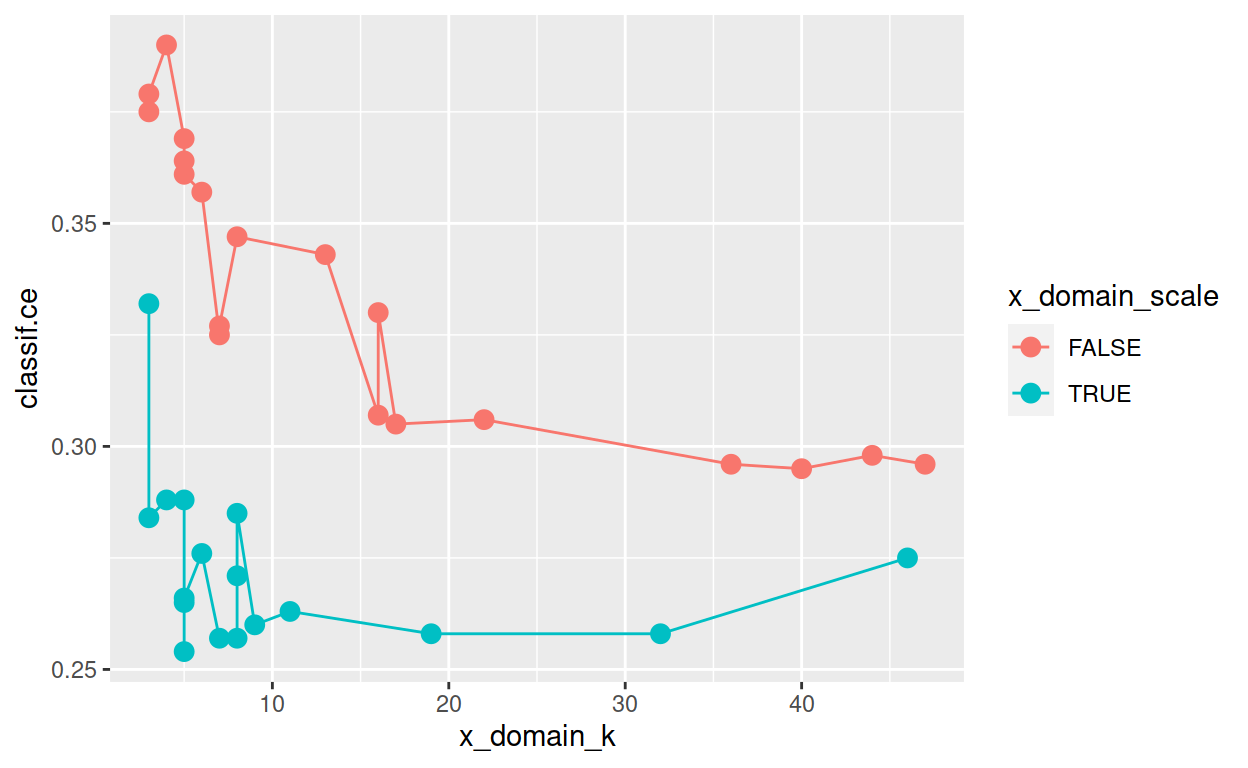 classif.ce
0.35
0.30
0.25
10 20 30 40
x_domain_k
x_domain_scale
FALSE
TRUE